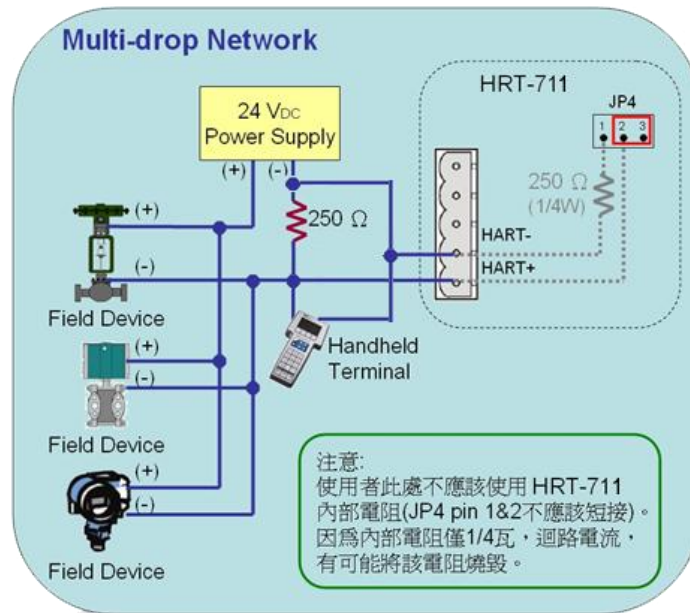 Multi-drop Network
24 VDC
Power Supply
(+) (-)
250 Ω
HRT-711
JP4
1 2 3
250 Ω
(1/4W)
HART-
HART+
(+)
(-)
Field Device
(+)
(-)
Field Device
(+)
(-)
Field Device
Handheld
Terminal
注意:
使用者此處不應該使用 HRT-711
內部電阻(JP4 pin 1&2不應該短接)。
因爲內部電阻僅1/4瓦，迴路電流，
有可能將該電阻燒毀。